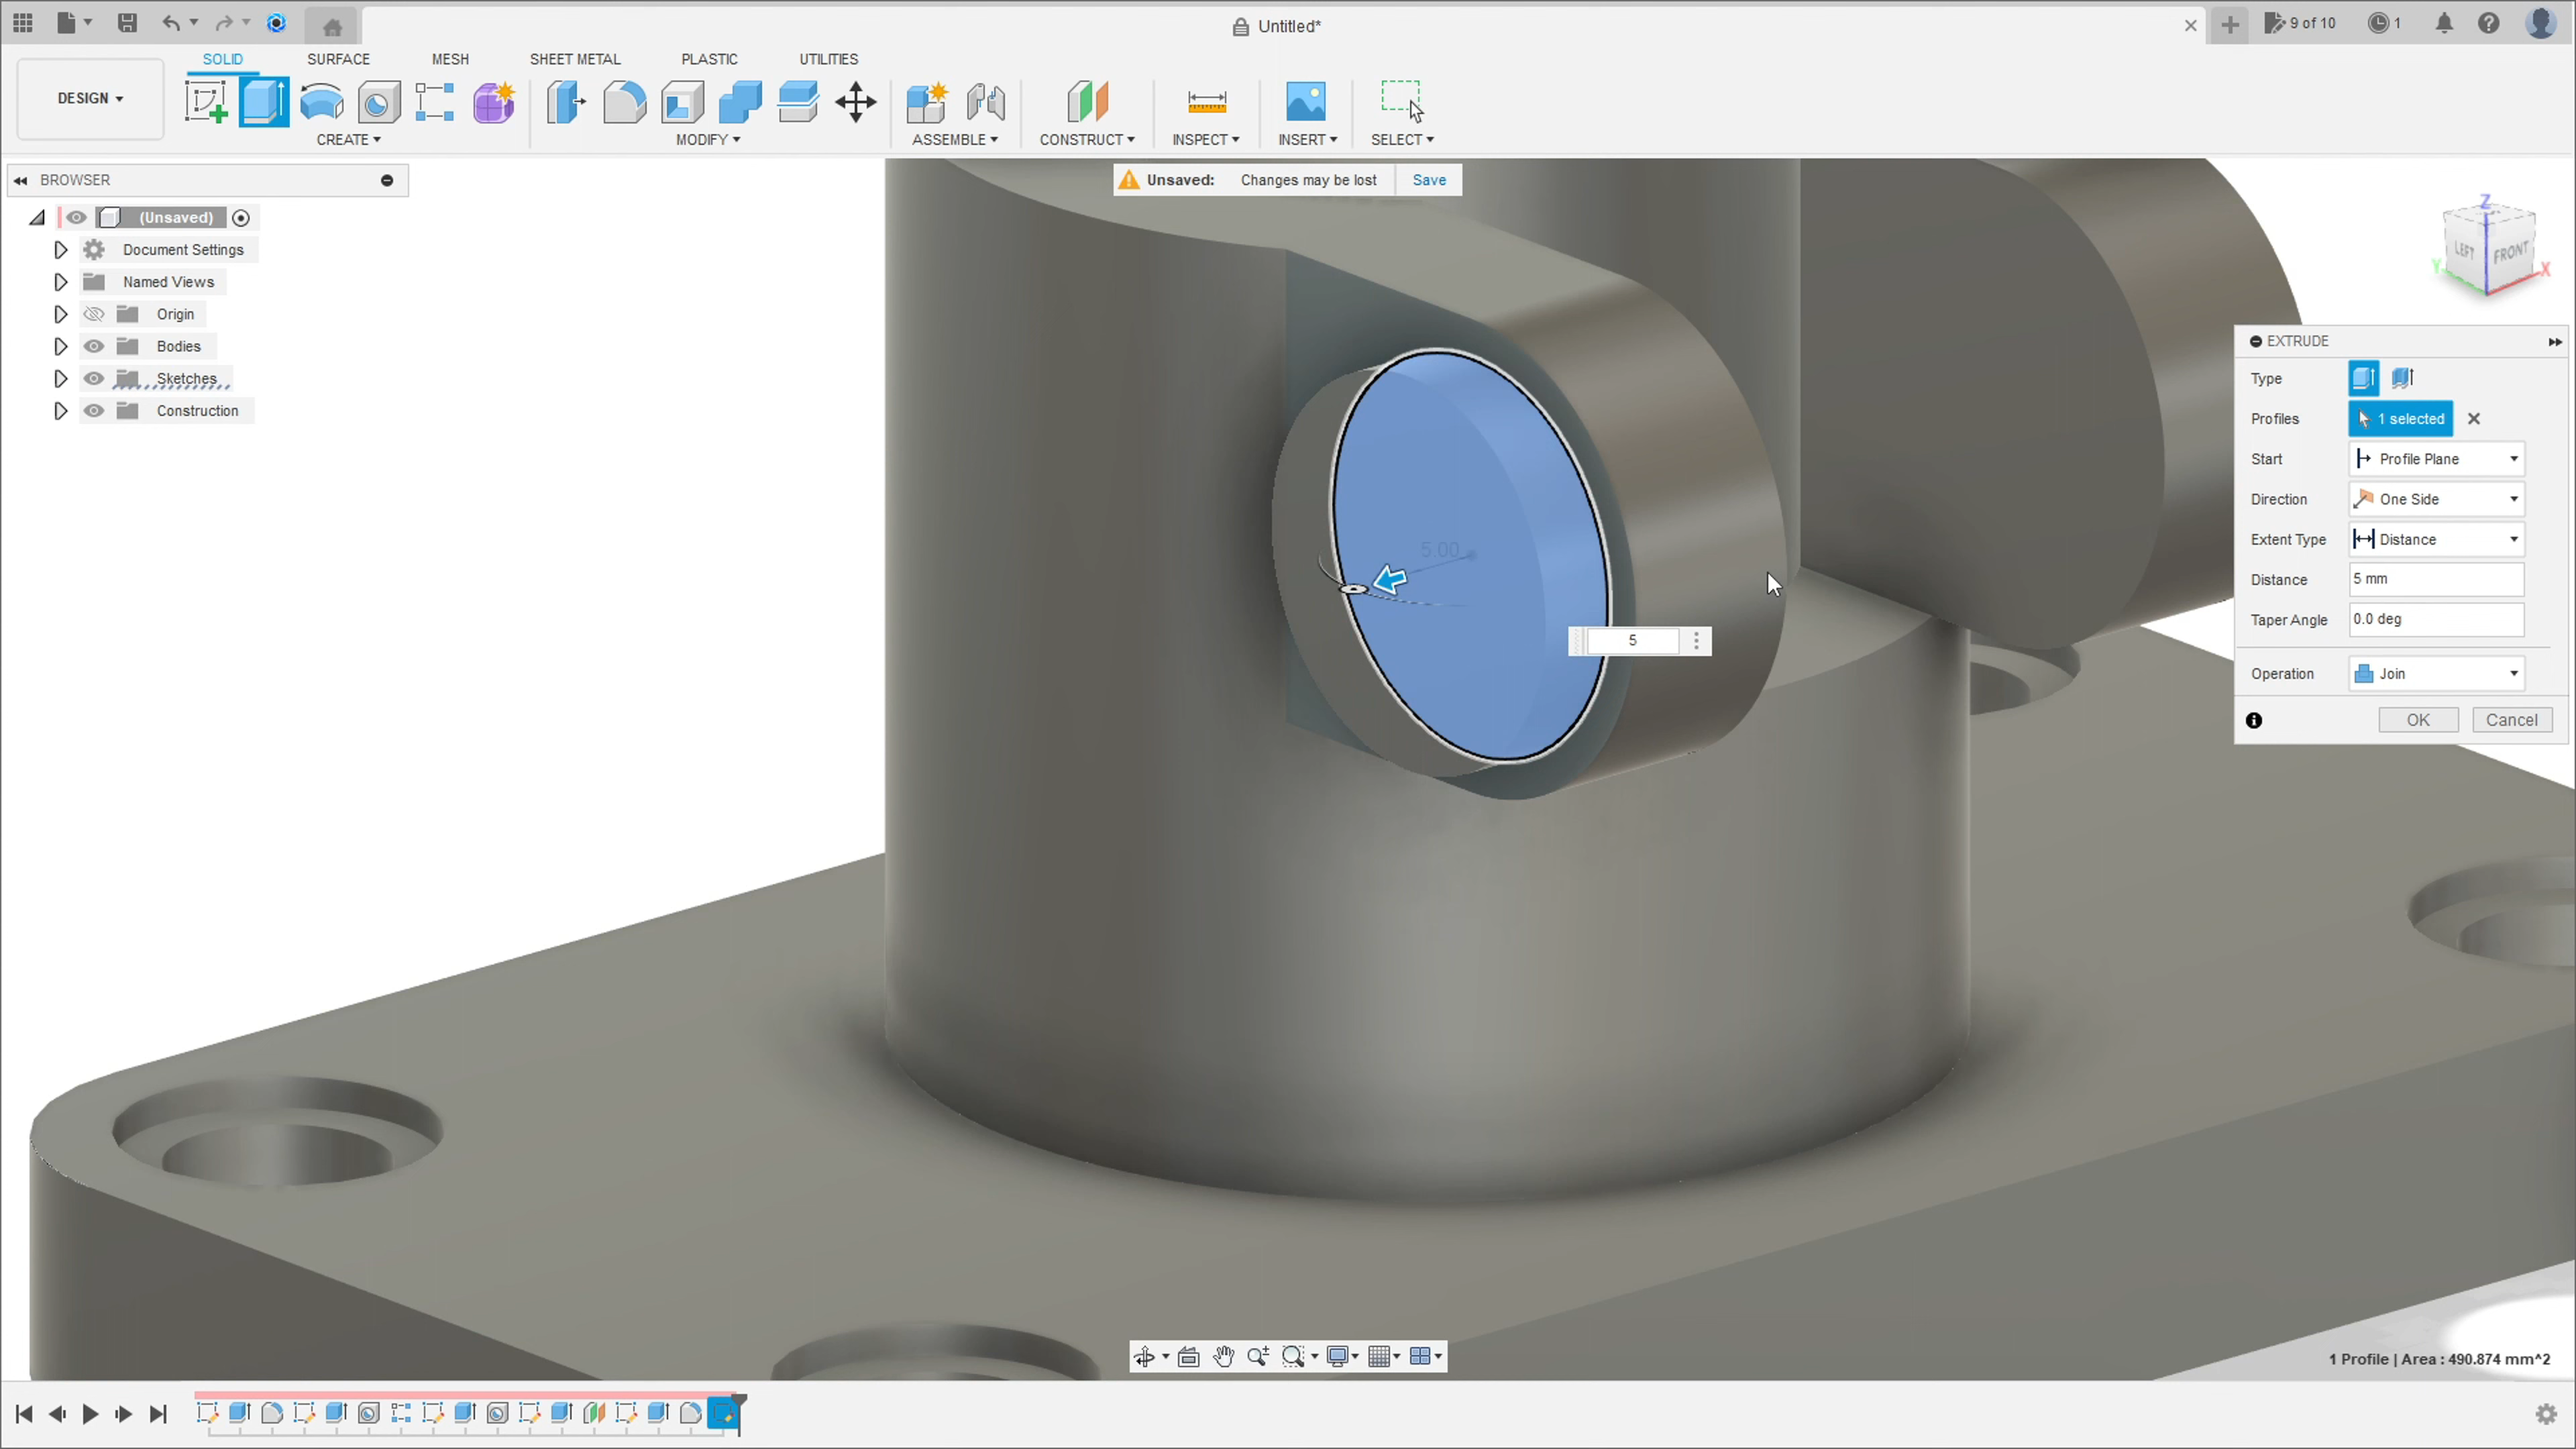 Untitled*
9 of 10
1
DESIGN
SOLID
SURFACE
MESH
SHEET METAL
PLASTIC
UTILITIES
CREATE
MODIFY
ASSEMBLE
CONSTRUCT
INSPECT
INSERT
SELECT
BROWSER
Unsaved: Changes may be lost Save
(Unsaved)
Document Settings
Named Views
Origin
Bodies
Sketches
Construction
Z
LEFT
FRONT
Y
X
EXTRUDE
Type
Profiles 1 selected
Start Profile Plane
Direction One Side
Extent Type Distance
Distance 5 mm
Taper Angle 0.0 deg
Operation Join
OK Cancel
5.00
5
1 Profile | Area : 490.874 mm^2